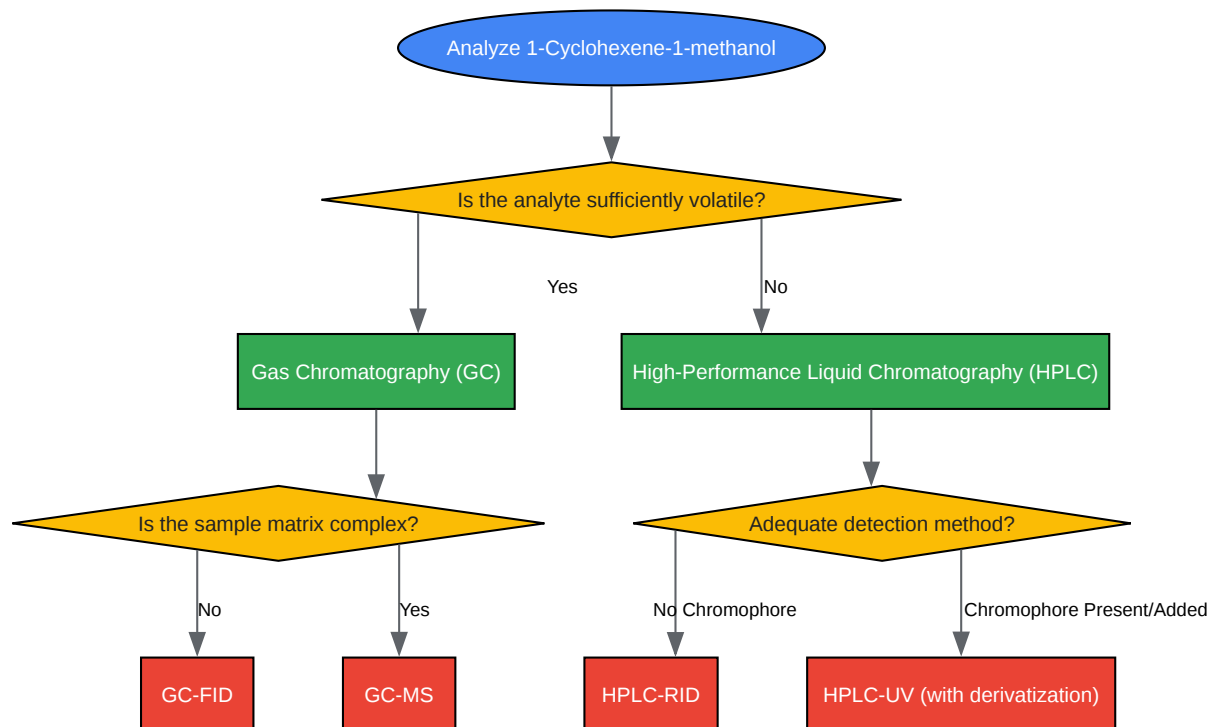 Analyze 1-Cyclohexene-1-methanol
Is the analyte sufficiently volatile?
Yes
No
Gas Chromatography (GC)
High-Performance Liquid Chromatography (HPLC)
Is the sample matrix complex?
Adequate detection method?
No
Yes
No Chromophore
Chromophore Present/Added
GC-FID
GC-MS
HPLC-RID
HPLC-UV (with derivatization)